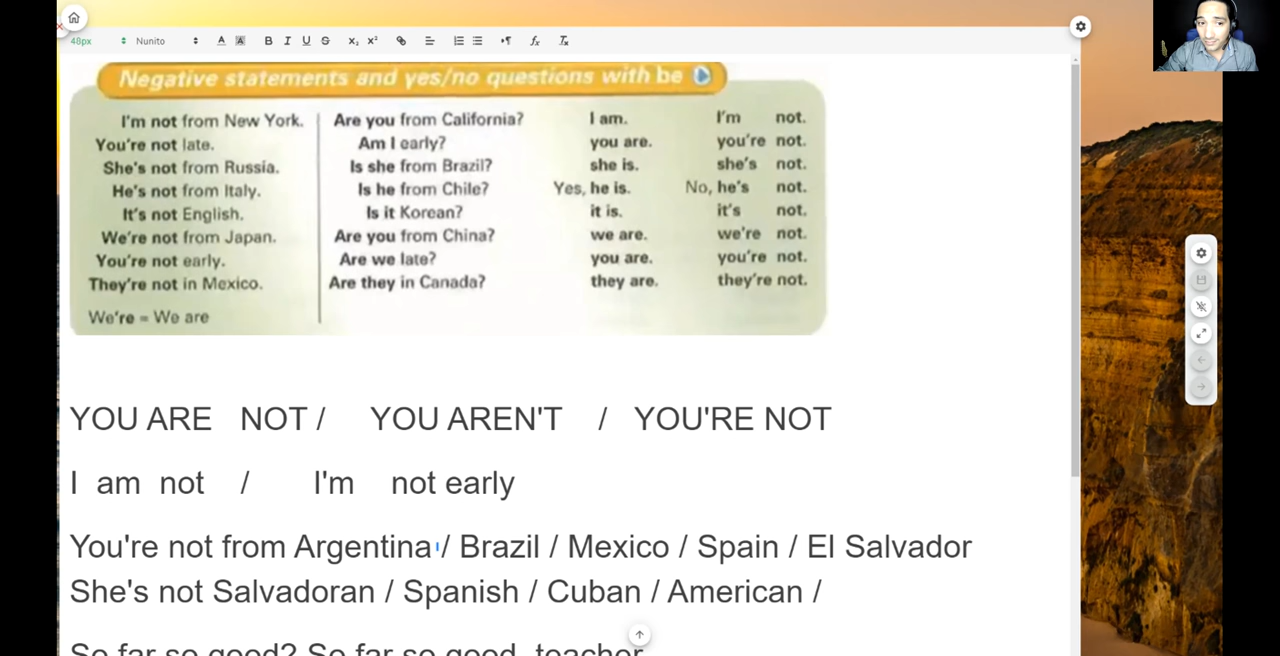 48px Nunito
Negative statements and yes/no questions with be
I'm not from New York. Are you from California? I am. I'm not.
You're not late. Am I early? you are. you're not.
She's not from Russia. Is she from Brazil? she is. she's not.
He's not from Italy. Is he from Chile? Yes, he is. No, he's not.
It's not English. Is it Korean? it is. it's not.
We're not from Japan. Are you from China? we are. we're not.
You're not early. Are we late? you are. you're not.
They're not in Mexico. Are they in Canada? they are. they're not.
We're = We are
YOU ARE NOT / YOU AREN'T / YOU'RE NOT
I am not / I'm not early
You're not from Argentina / Brazil / Mexico / Spain / El Salvador
She's not Salvadoran / Spanish / Cuban / American /
So far so good? So far so good, teacher